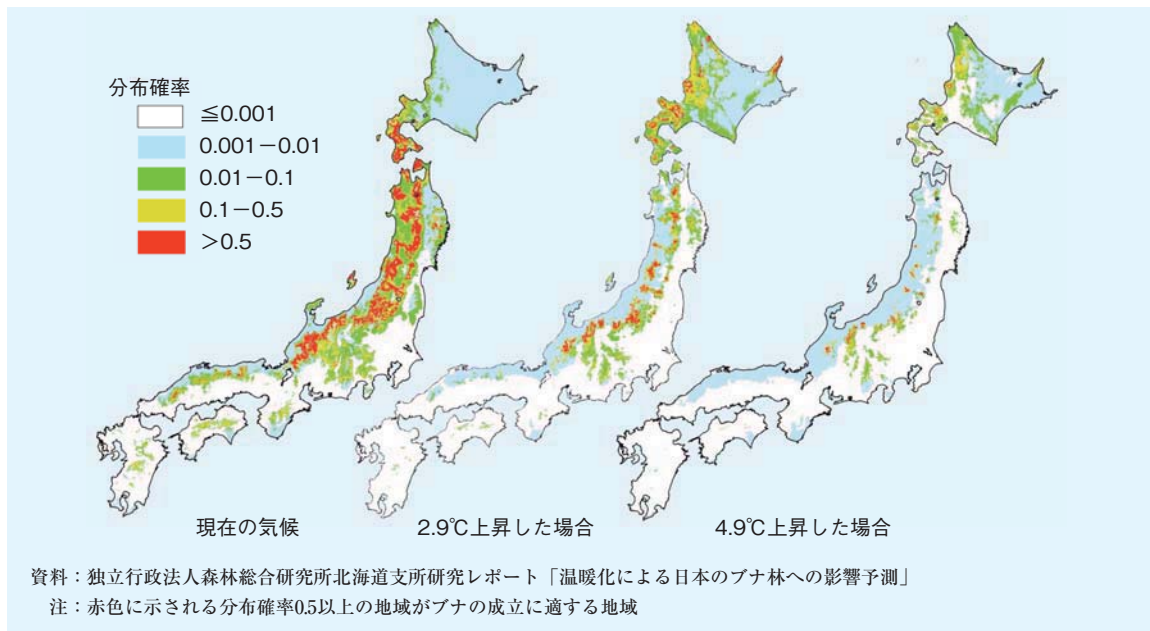 分布確率
≦0.001
0.001－0.01
0.01－0.1
0.1－0.5
＞0.5
現在の気候
2.9℃上昇した場合
4.9℃上昇した場合
資料：独立行政法人森林総合研究所北海道支所研究レポート「温暖化による日本のブナ林への影響予測」
注：赤色に示される分布確率0.5以上の地域がブナの成立に適する地域